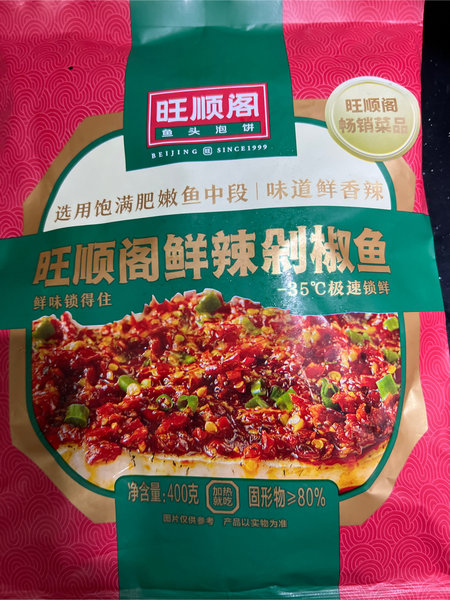 旺顺阁
鱼头泡饼
BEIJING 旺 SINCE1999
旺顺阁
畅销菜品
选用饱满肥嫩鱼中段|味道鲜香辣
旺顺阁鲜辣剁椒鱼
鲜味锁得住
-35℃极速锁鲜
净含量:400克
加热
就吃
固形物≥80%
图片仅供参考 产品以实物为准